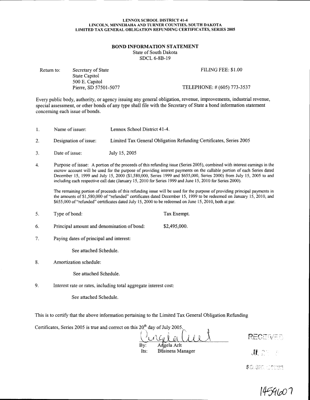 LENNOX SCHOOL DISTRICT 41-4
LINCOLN, MINNEHAHA AND TURNER COUNTIES, SOUTH DAKOTA
LIMITED TAX GENERAL OBLIGATION REFUNDING CERTIFICATES, SERIES 2005
BOND INFORMATION STATEMENT
State of South Dakota
SDCL 6-8B-19
Return to: Secretary of State FILING FEE: $1.00
State Capitol
500 E. Capitol
Pierre, SD 57501-5077 TELEPHONE: # (605) 773-3537
Every public body, authority, or agency issuing any general obligation, revenue, improvements, industrial revenue,
special assessment, or other bonds of any type shall file with the Secretary of State a bond information statement
concerning each issue of bonds.
1. Name of issuer: Lennox School District 41-4.
2. Designation of issue: Limited Tax General Obligation Refunding Certificates, Series 2005
3. Date of issue: July 15, 2005
4. Purpose of issue: A portion of the proceeds of this refunding issue (Series 2005), combined with interest earnings in the
escrow account will be used for the purpose of providing interest payments on the callable portion of each Series dated
December 15, 1999 and July 15, 2000 ($1,580,000, Series 1999 and $655,000, Series 2000) from July 15, 2005 to and
including each respective call date (January 15, 2010 for Series 1999 and June 15, 2010 for Series 2000).
The remaining portion of proceeds of this refunding issue will be used for the purpose of providing principal payments in
the amounts of $1,580,000 of "refunded" certificates dated December 15, 1999 to be redeemed on January 15, 2010, and
$655,000 of "refunded" certificates dated July 15, 2000 to be redeemed on June 15, 2010, both at par.
5. Type of bond: Tax Exempt.
6. Principal amount and denomination of bond: $2,495,000.
7. Paying dates of principal and interest:
See attached Schedule.
8. Amortization schedule:
See attached Schedule.
9. Interest rate or rates, including total aggregate interest cost:
See attached Schedule.
This is to certify that the above information pertaining to the Limited Tax General Obligation Refunding
Certificates, Series 2005 is true and correct on this 20th day of July 2005.
By: Angela Arlt
Its: Business Manager
RECEIVED
1459607